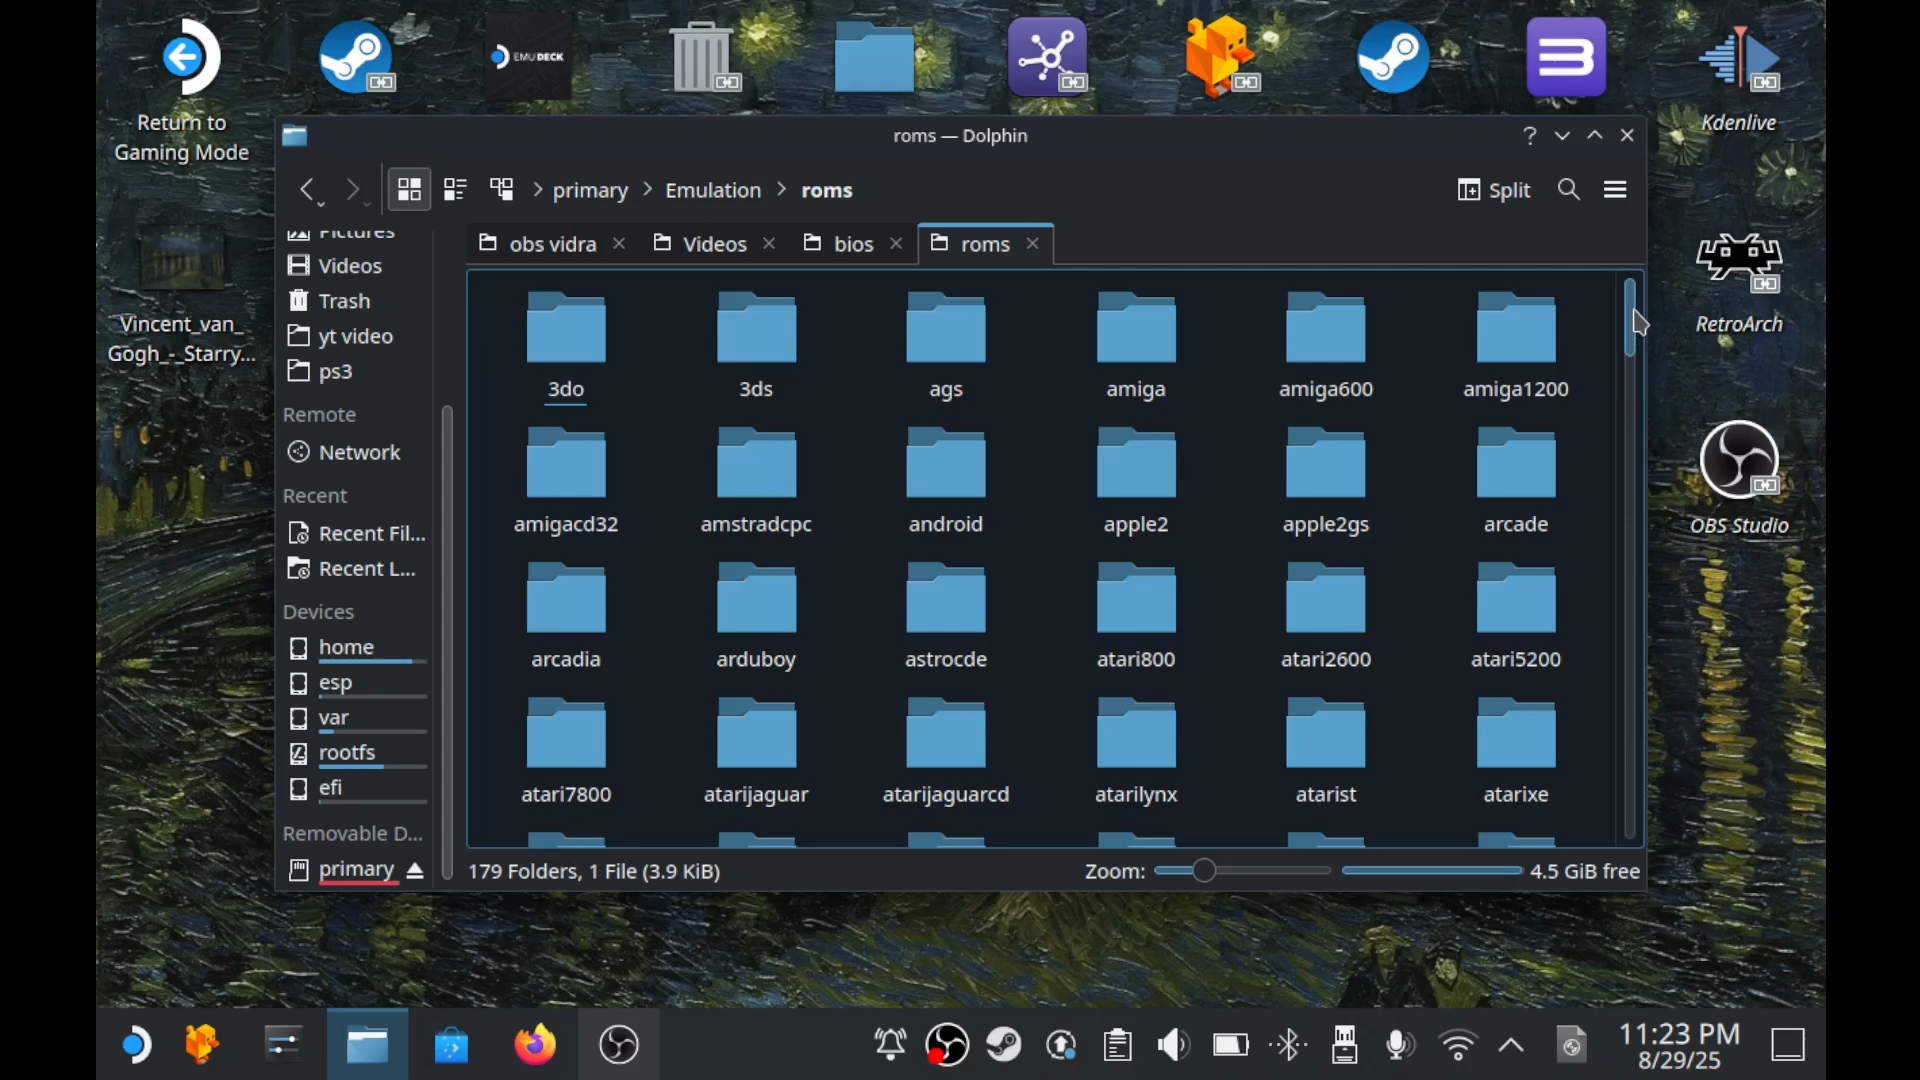 EMUDECK
Return to
Gaming Mode
Kdenlive
roms — Dolphin
primary
Emulation
roms
Split
obs vidra
Videos
bios
roms
Pictures
Videos
Trash
yt video
ps3
Remote
Network
Recent
Recent Fil...
Recent L...
Devices
home
esp
var
rootfs
efi
Removable D...
primary
Vincent_van_
Gogh_-_Starry...
3do
3ds
ags
amiga
amiga600
amiga1200
amigacd32
amstradcpc
android
apple2
apple2gs
arcade
arcadia
arduboy
astrocde
atari800
atari2600
atari5200
atari7800
atarijaguar
atarijaguarcd
atarilynx
atarist
atarixe
179 Folders, 1 File (3.9 KiB)
Zoom:
4.5 GiB free
RetroArch
OBS Studio
11:23 PM
8/29/25